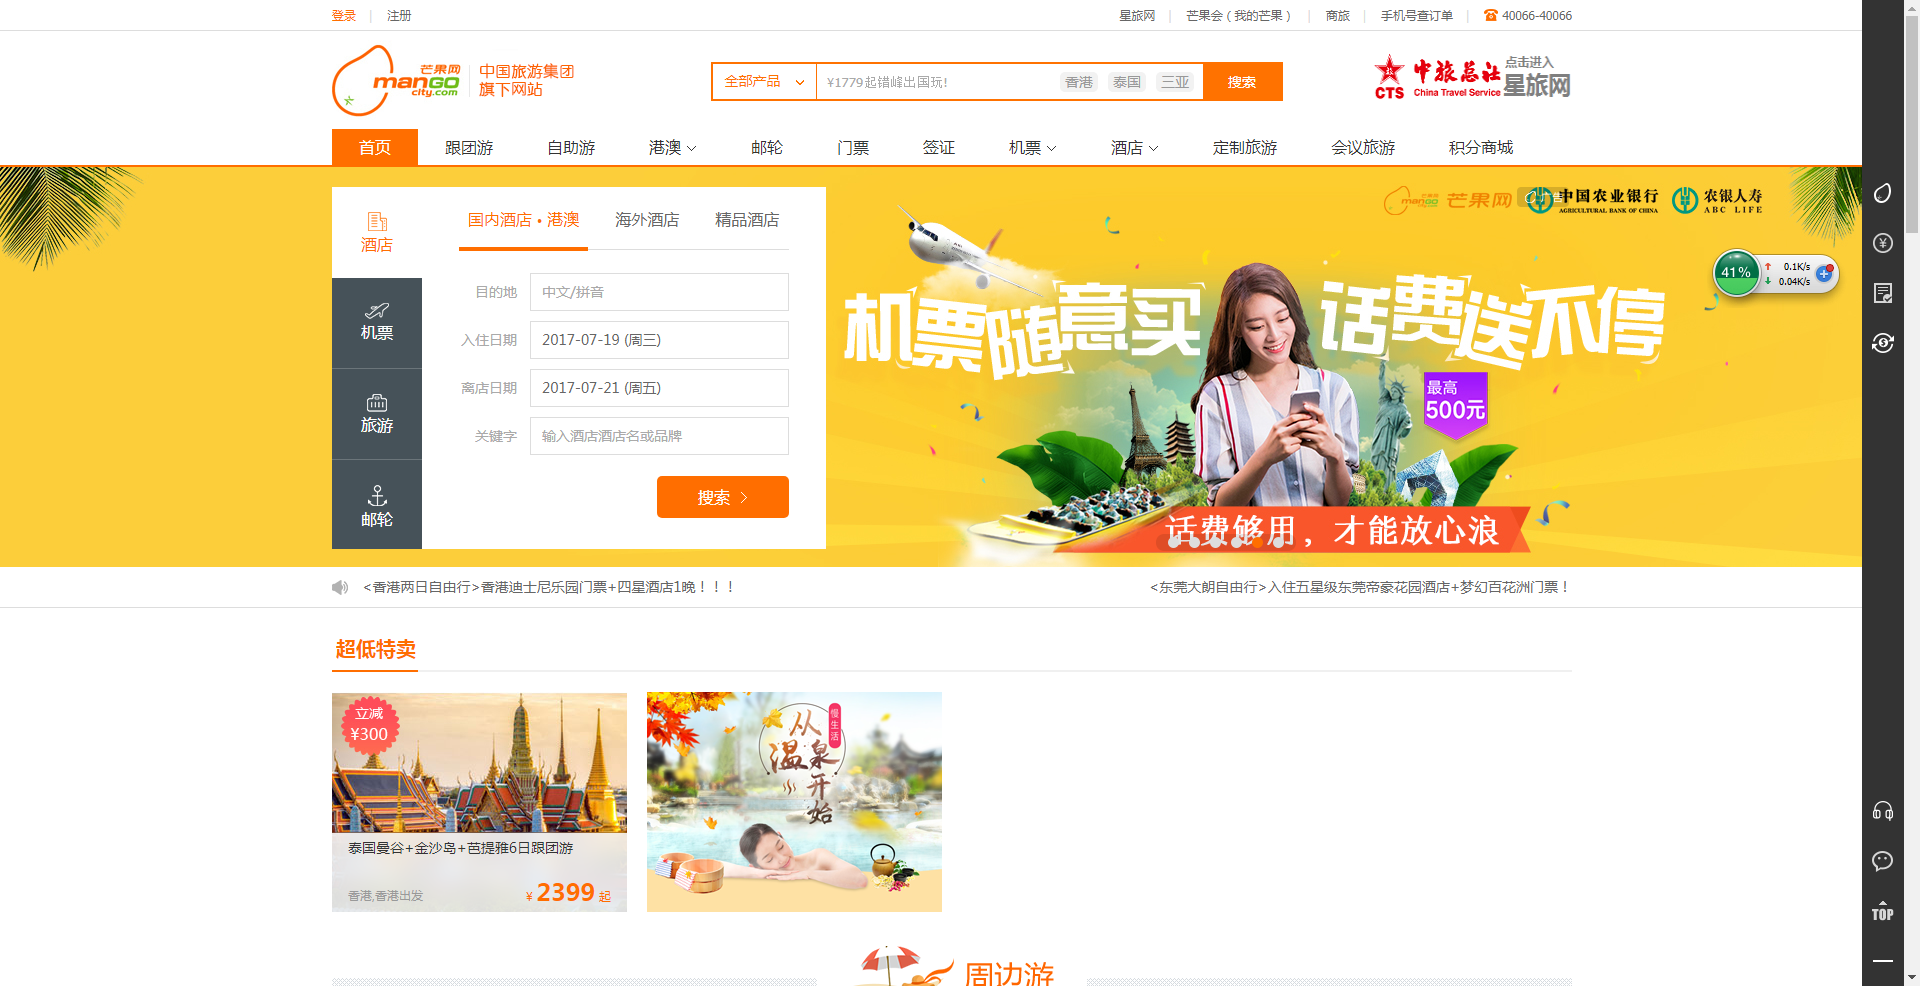 登录 | 注册
星旅网 | 芒果会 ( 我的芒果 ) | 商旅 | 手机号查订单 | 40066-40066
芒果网
manGO
city.com
中国旅游集团
旗下网站
全部产品
¥1779起错峰出国玩!
香港 泰国 三亚
搜索
CTS
中旅总社
China Travel Service
点击进入
星旅网
首页 跟团游 自助游 港澳 邮轮 门票 签证 机票 酒店 定制旅游 会议旅游 积分商城
酒店
机票
旅游
邮轮
国内酒店 • 港澳 海外酒店 精品酒店
目的地 中文/拼音
入住日期 2017-07-19 (周三)
离店日期 2017-07-21 (周五)
关键字 输入酒店酒店名或品牌
搜索
芒果网
中国农业银行
AGRICULTURAL BANK OF CHINA
农银人寿
ABC LIFE
41%
0.1K/s
0.04K/s
机票随意买 话费送不停
最高
500元
话费够用，才能放心浪
<香港两日自由行>香港迪士尼乐园门票+四星酒店1晚！！！
<东莞大朗自由行>入住五星级东莞帝豪花园酒店+梦幻百花洲门票！
超低特卖
立减
¥300
泰国曼谷+金沙岛+芭提雅6日跟团游
香港,香港出发
¥ 2399 起
从
温泉
开
始
慢生活
周边游
TOP